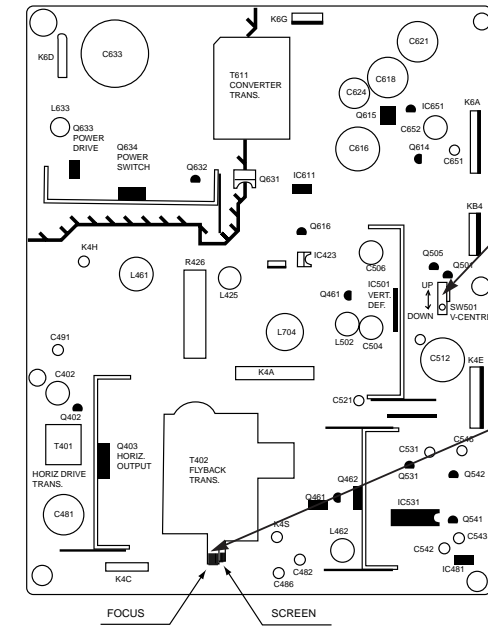 K6G
K6D
C633
C621
T611
CONVERTER
TRANS.
C618
C624
L633
Q615
IC651
K6A
Q633
POWER
DRIVE
Q634
POWER
SWITCH
C652
C616
Q614
C651
Q632
Q631
IC611
KB4
Q616
K4H
IC423
Q505
Q501
R426
C506
L461
L425
Q461
IC501
VERT.
DEF.
UP
SW501
V-CENTRE
DOWN
L704
L502
C504
C491
C512
K4E
C402
K4A
Q402
C521
T401
Q403
HORIZ.
OUTPUT
T402
FLYBACK
TRANS.
C531
C546
HORIZ DRIVE
TRANS.
Q462
Q531
Q542
C481
Q461
IC531
K4S
L462
Q541
C543
C542
C482
K4C
C486
IC481
FOCUS
SCREEN